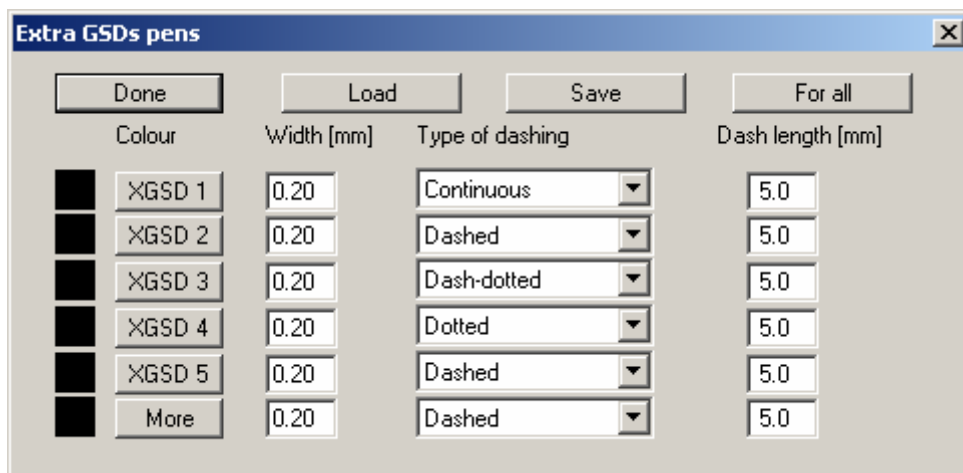 Extra GSDs pens
Done Load Save For all
Colour Width [mm] Type of dashing Dash length [mm]
XGSD 1 0.20 Continuous 5.0
XGSD 2 0.20 Dashed 5.0
XGSD 3 0.20 Dash-dotted 5.0
XGSD 4 0.20 Dotted 5.0
XGSD 5 0.20 Dashed 5.0
More 0.20 Dashed 5.0